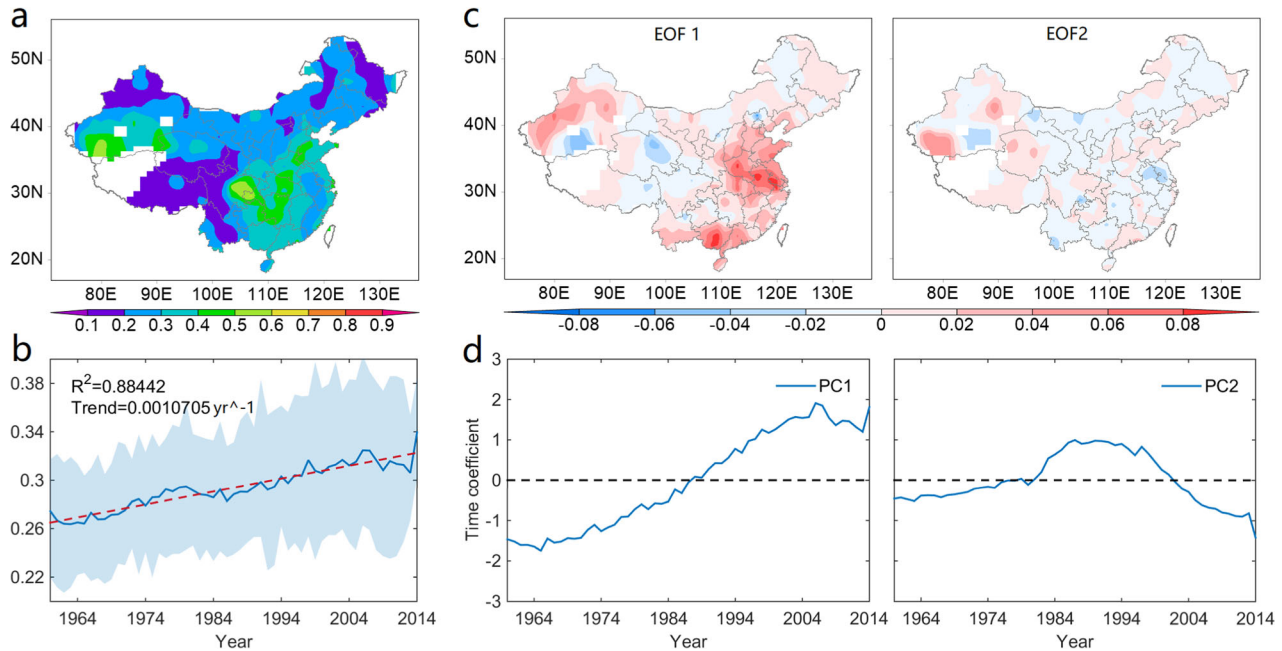 a
50N
40N
30N
20N
80E 90E 100E 110E 120E 130E
0.1 0.2 0.3 0.4 0.5 0.6 0.7 0.8 0.9
b
R²=0.88442
Trend=0.0010705 yr^-1
0.38
0.34
0.3
0.26
0.22
1964 1974 1984 1994 2004 2014
Year
c
EOF 1
50N
40N
30N
20N
80E 90E 100E 110E 120E 130E
EOF2
80E 90E 100E 110E 120E 130E
-0.08 -0.06 -0.04 -0.02 0 0.02 0.04 0.06 0.08
d
PC1
Time coefficient
3
2
1
0
-1
-2
-3
1964 1974 1984 1994 2004 2014
Year
PC2
1964 1974 1984 1994 2004 2014
Year